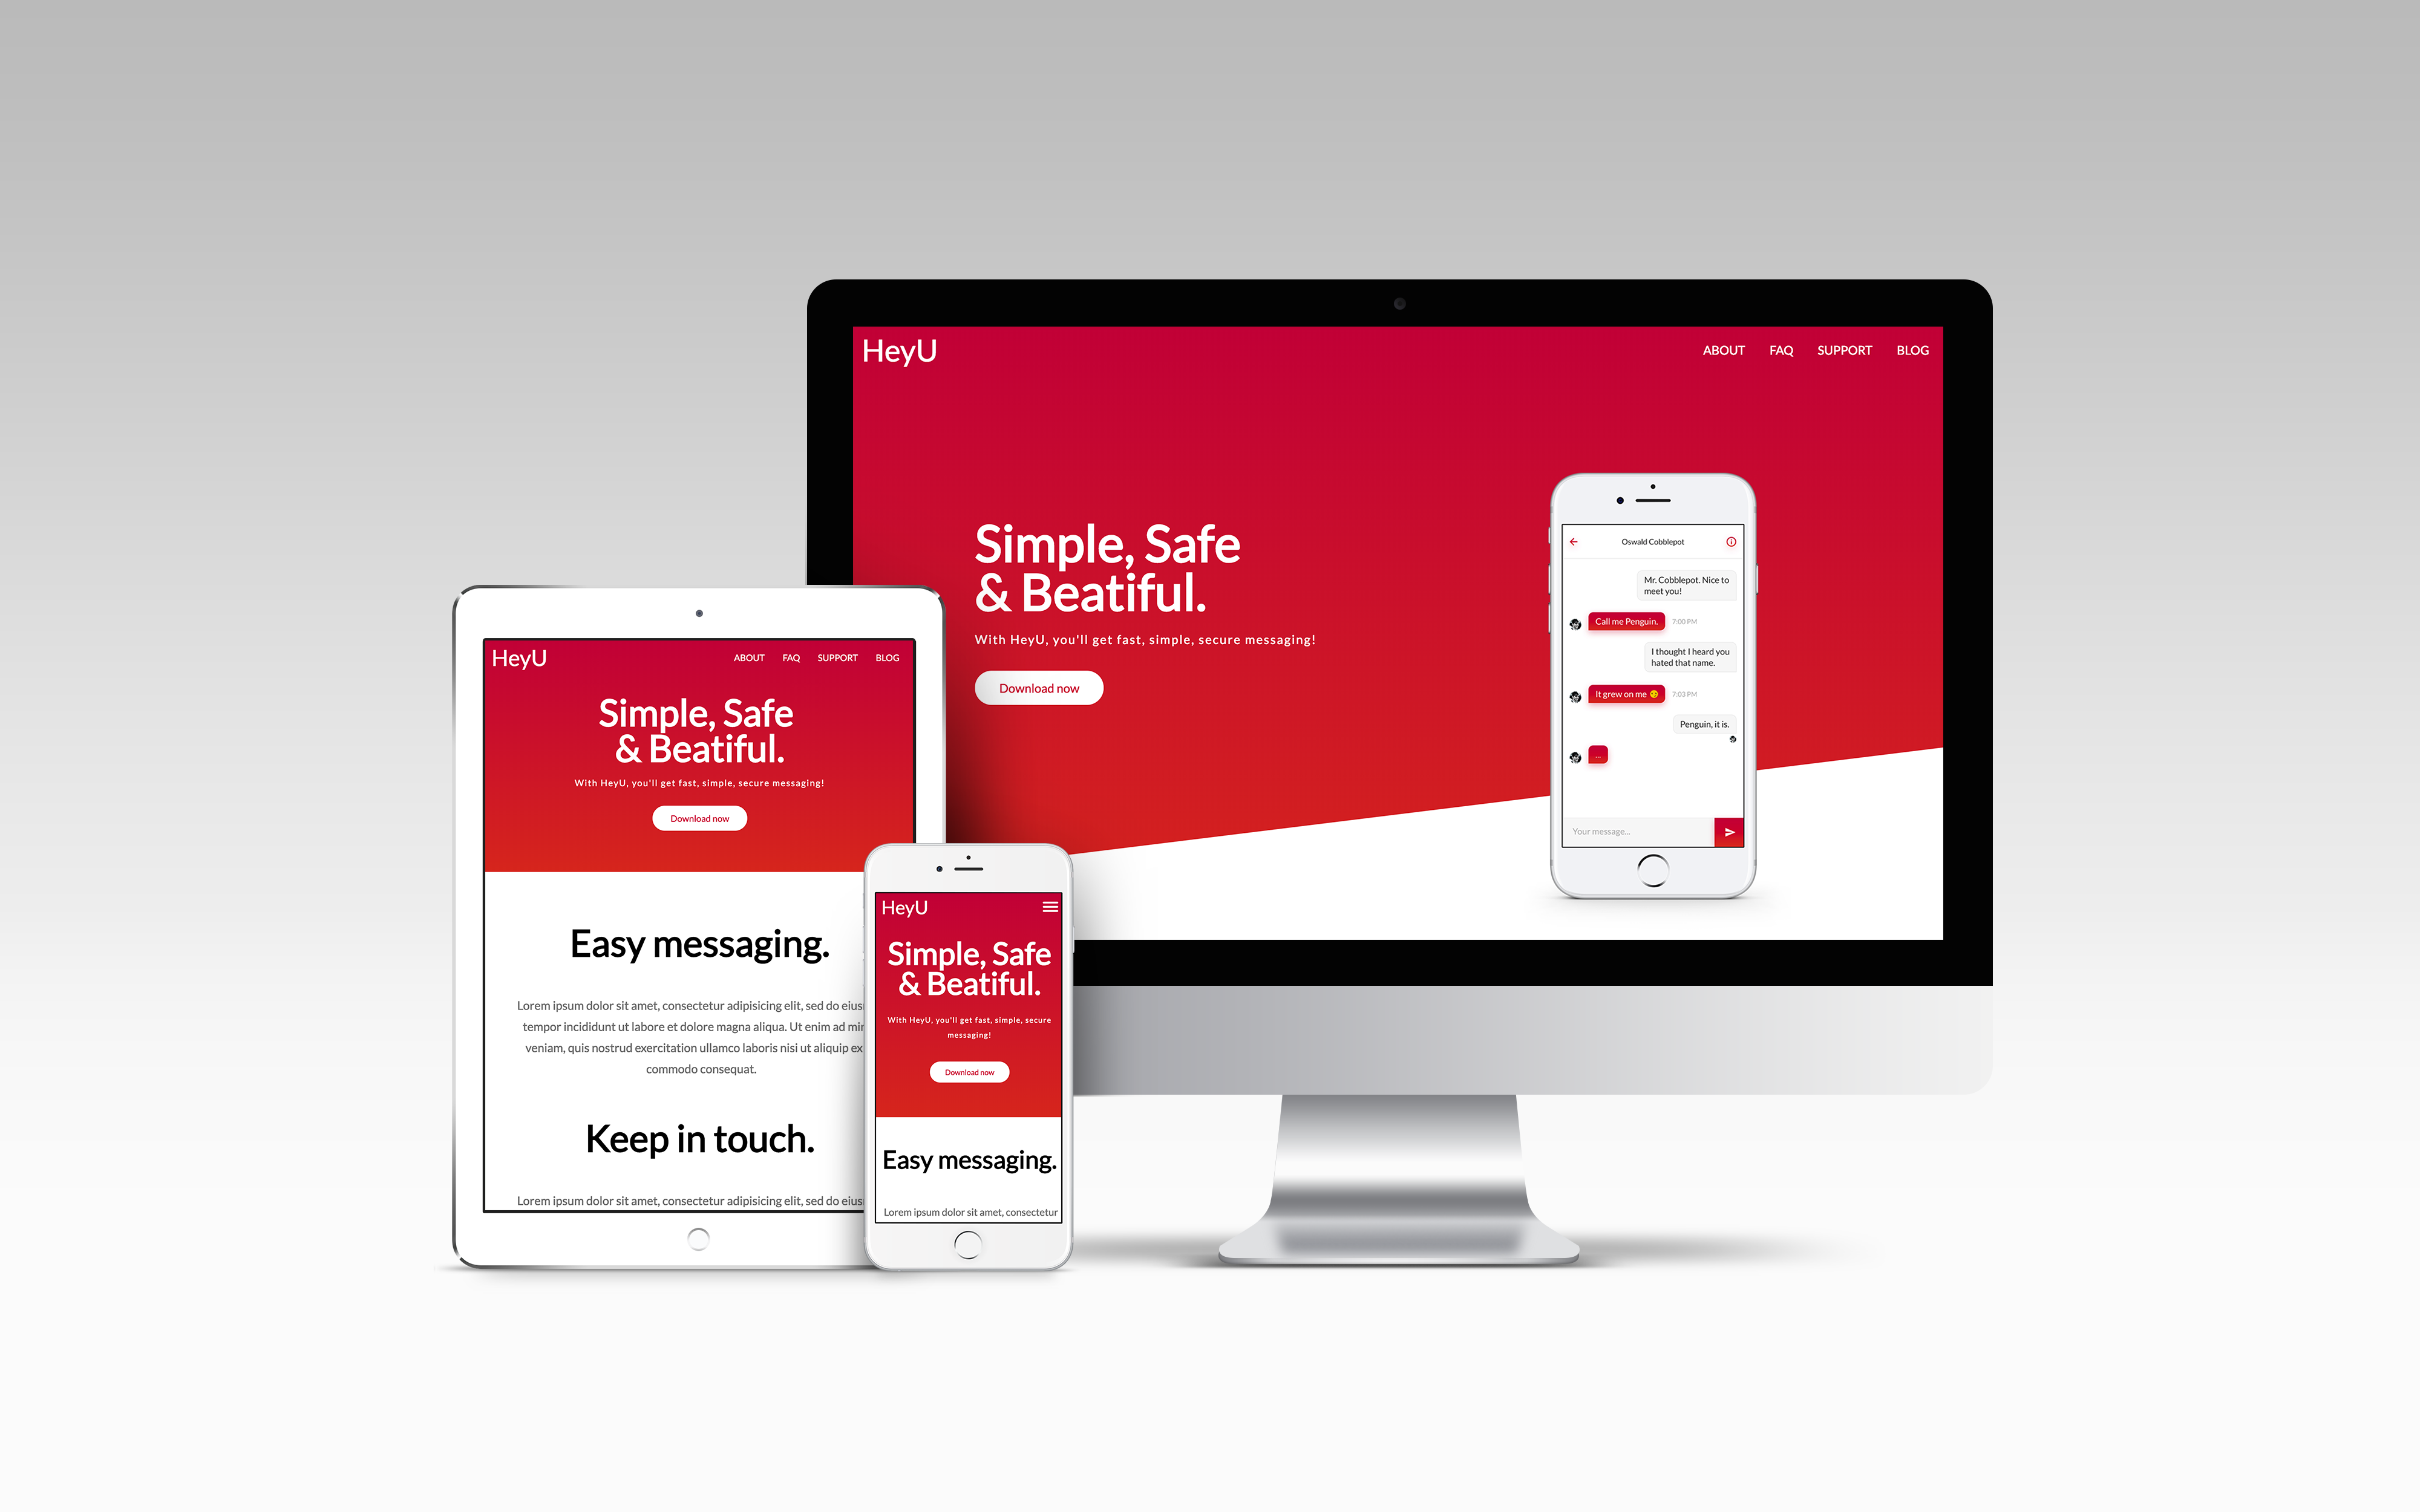 HeyU
ABOUT FAQ SUPPORT BLOG
Simple, Safe
& Beatiful.
With HeyU, you'll get fast, simple, secure messaging!
Download now
Oswald Cobblepot
Mr. Cobblepot. Nice to
meet you!
Call me Penguin. 7:00 PM
I thought I heard you
hated that name.
It grew on me 😏 7:03 PM
Penguin, it is.
...
Your message...
HeyU
ABOUT FAQ SUPPORT BLOG
Simple, Safe
& Beatiful.
With HeyU, you'll get fast, simple, secure messaging!
Download now
Easy messaging.
Lorem ipsum dolor sit amet, consectetur adipisicing elit, sed do eius
tempor incididunt ut labore et dolore magna aliqua. Ut enim ad mi
veniam, quis nostrud exercitation ullamco laboris nisi ut aliquip ex
commodo consequat.
Keep in touch.
Lorem ipsum dolor sit amet, consectetur adipisicing elit, sed do eius
HeyU
Simple, Safe
& Beatiful.
With HeyU, you'll get fast, simple, secure
messaging!
Download now
Easy messaging.
Lorem ipsum dolor sit amet, consectetur